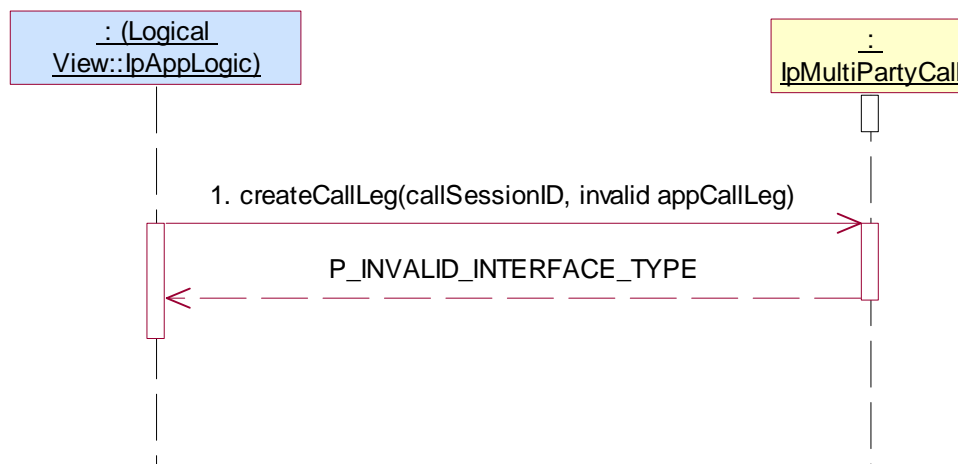 : (Logical
View::IpAppLogic)
:
IpMultiPartyCall
1. createCallLeg(callSessionID, invalid appCallLeg)
P_INVALID_INTERFACE_TYPE